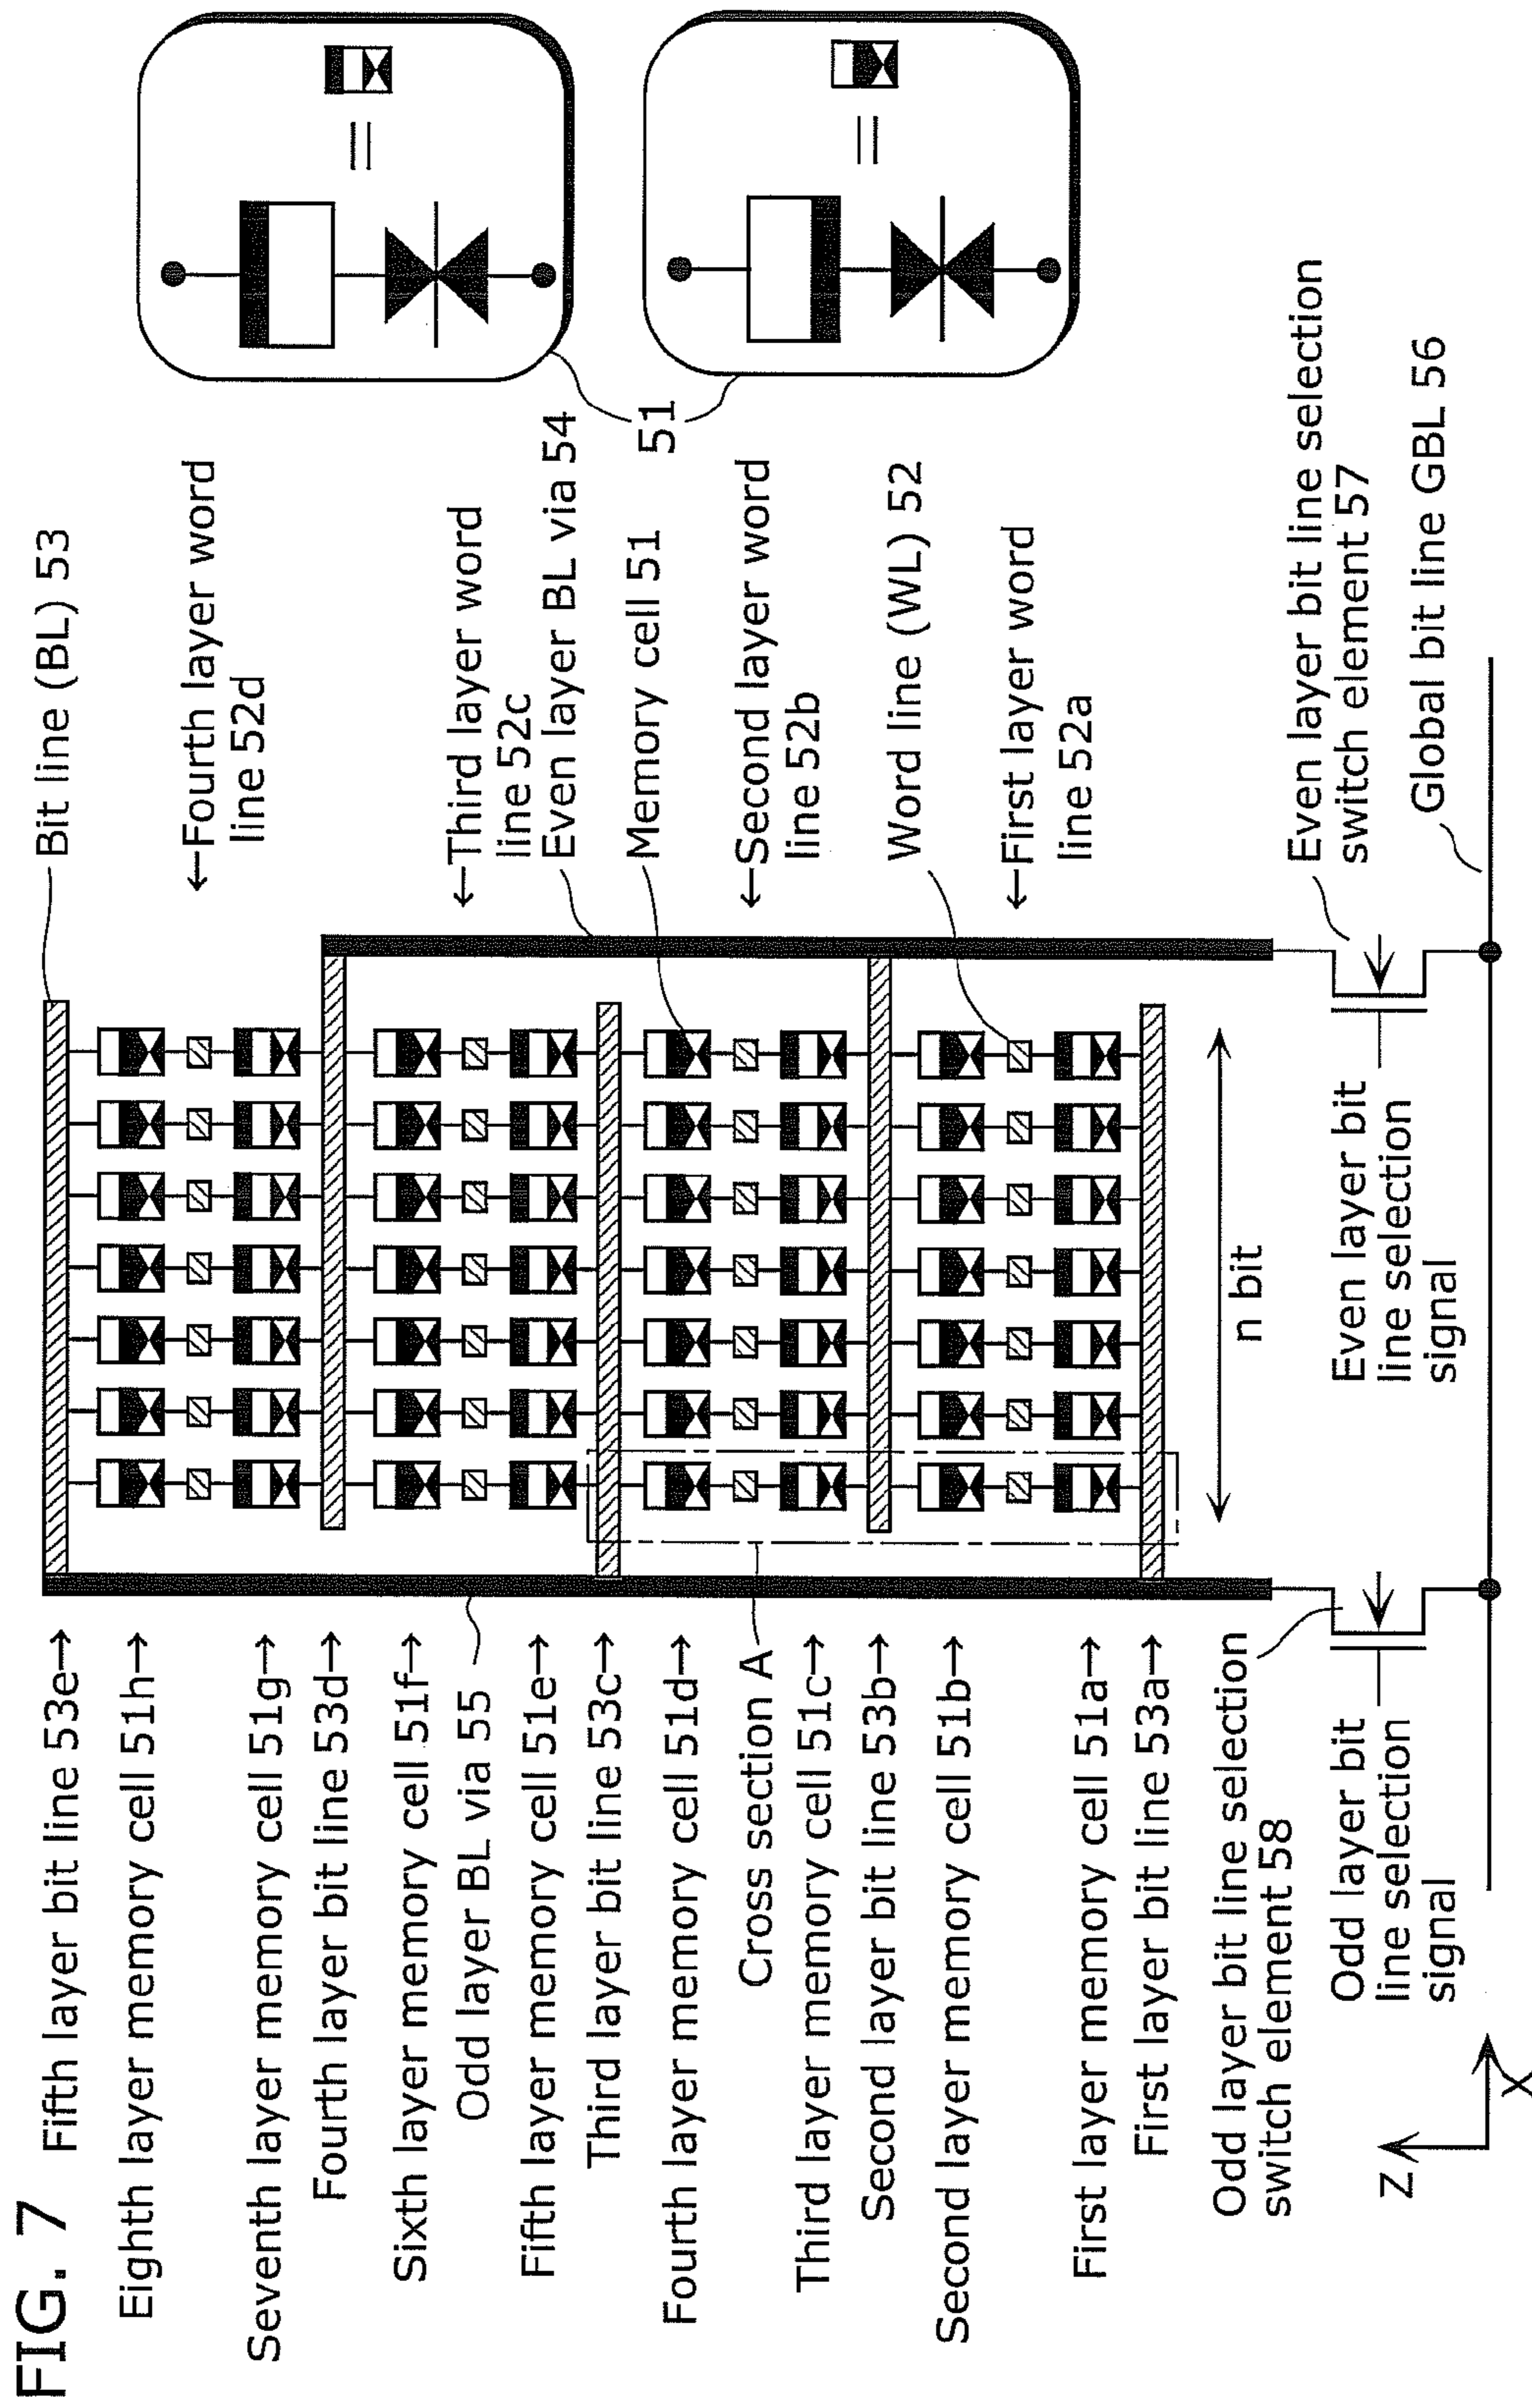 FIG. 7
Fifth layer bit line 53e→
Eighth layer memory cell 51h→
Seventh layer memory cell 51g→
Fourth layer bit line 53d→
Sixth layer memory cell 51f→
Odd layer BL via 55
Fifth layer memory cell 51e→
Third layer bit line 53c→
Fourth layer memory cell 51d→
Cross section A
Third layer memory cell 51c→
Second layer bit line 53b→
Second layer memory cell 51b→
First layer memory cell 51a→
First layer bit line 53a→
Odd layer bit line selection
switch element 58
Odd layer bit
line selection
signal
Z
X
n bit
Even layer bit
line selection
signal
Bit line (BL) 53
←Fourth layer word
line 52d
←Third layer word
line 52c
Even layer BL via 54
Memory cell 51
←Second layer word
line 52b
Word line (WL) 52
←First layer word
line 52a
Even layer bit line selection
switch element 57
Global bit line GBL 56
51
=
=